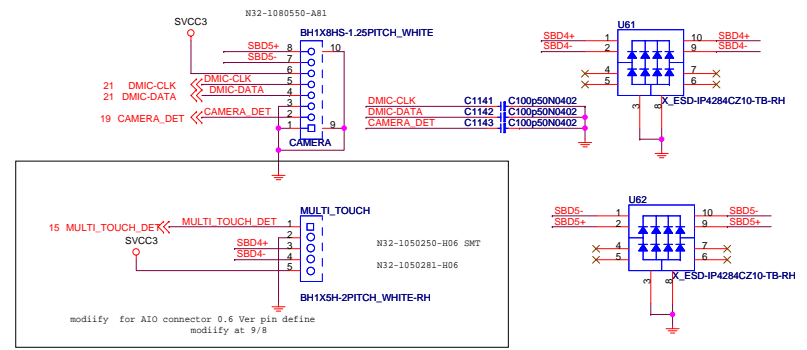 N32-1080550-A81
SVCC3
BH1X8HS-1.25PITCH_WHITE
SBD5+ 8 10
SBD5- 7
6
21 DMIC-CLK DMIC-CLK 5
21 DMIC-DATA DMIC-DATA 4
3
19 CAMERA_DET CAMERA_DET 2
1 9
CAMERA
DMIC-CLK C1141 C100p50N0402
DMIC-DATA C1142 C100p50N0402
CAMERA_DET C1143 C100p50N0402
U61
SBD4+ 1 10 SBD4+
SBD4- 2 9 SBD4-
4 7
5 6
3 8
X_ESD-IP4284CZ10-TB-RH
MULTI_TOUCH
15 MULTI_TOUCH_DET MULTI_TOUCH_DET 1
SVCC3 2
SBD4+ 3
SBD4- 4
5
N32-1050250-H06 SMT
N32-1050281-H06
BH1X5H-2PITCH_WHITE-RH
modiify for AIO connector 0.6 Ver pin define
modiify at 9/8
U62
SBD5- 1 10 SBD5-
SBD5+ 2 9 SBD5+
4 7
5 6
3 8
X_ESD-IP4284CZ10-TB-RH